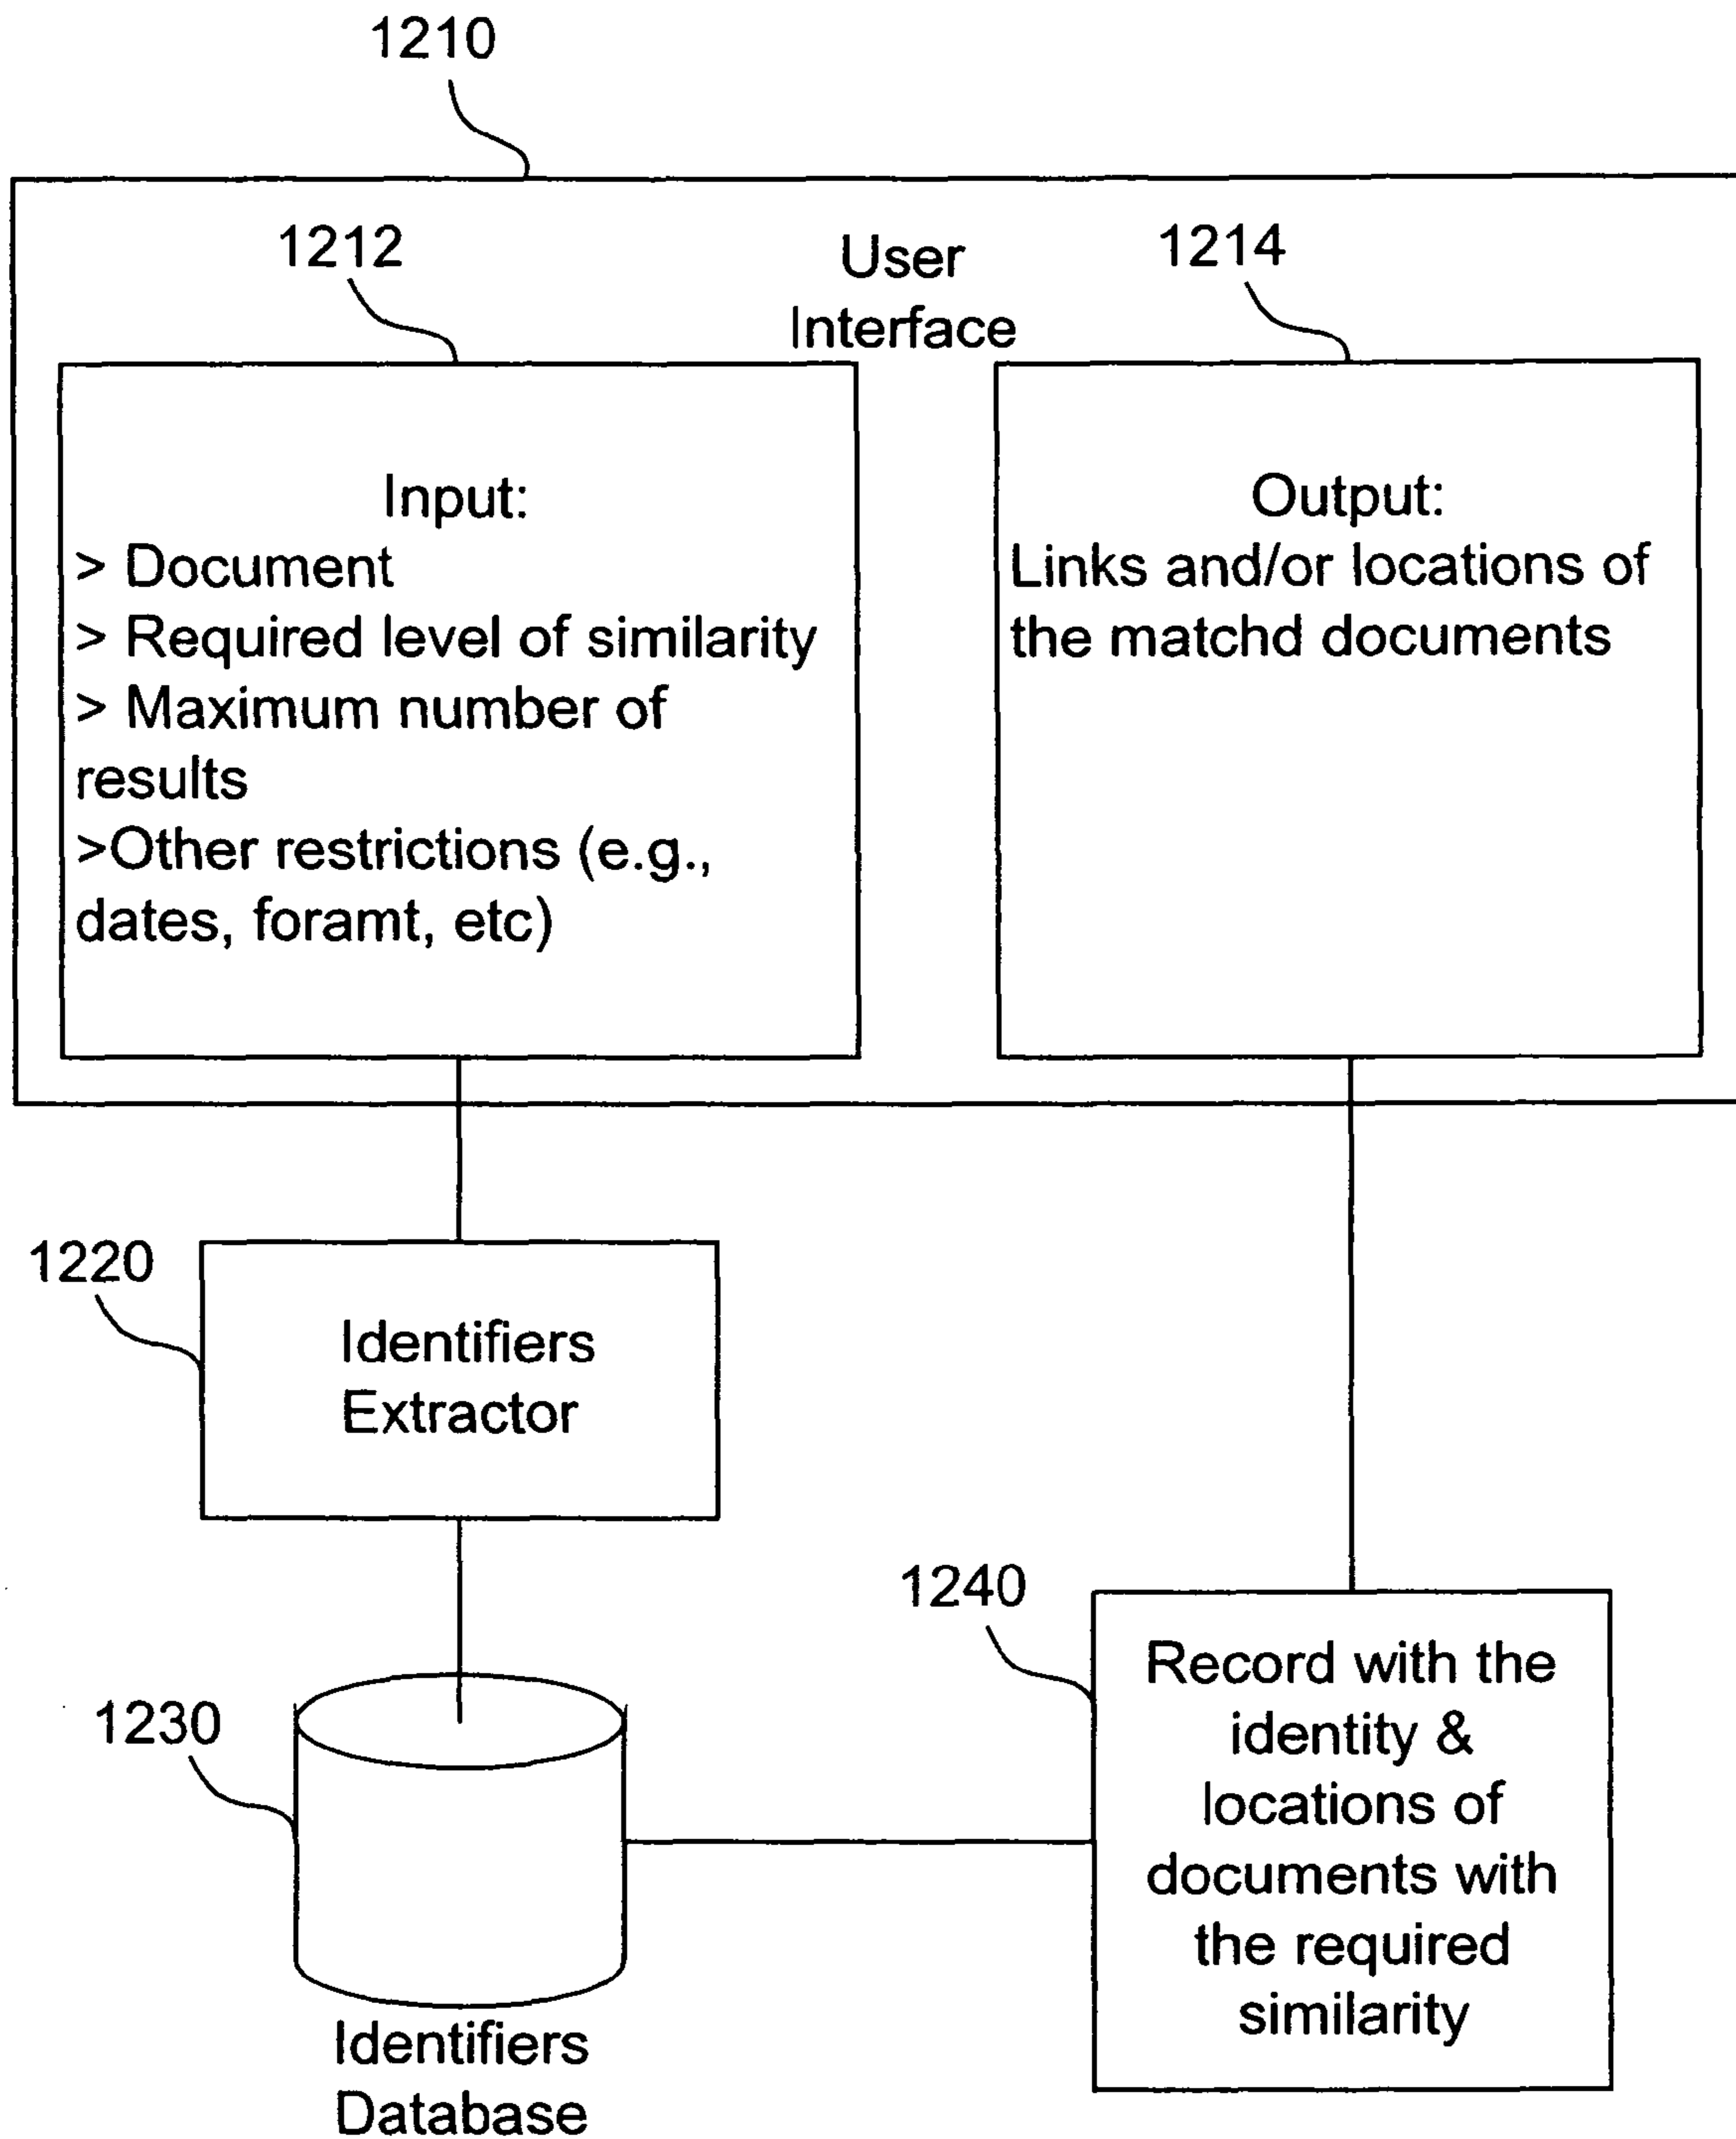 1210
1212
User
Interface
1214
Input:
> Document
> Required level of similarity
> Maximum number of
results
>Other restrictions (e.g.,
dates, foramt, etc)
Output:
Links and/or locations of
the matchd documents
1220
Identifiers
Extractor
1230
Identifiers
Database
1240
Record with the
identity &
locations of
documents with
the required
similarity